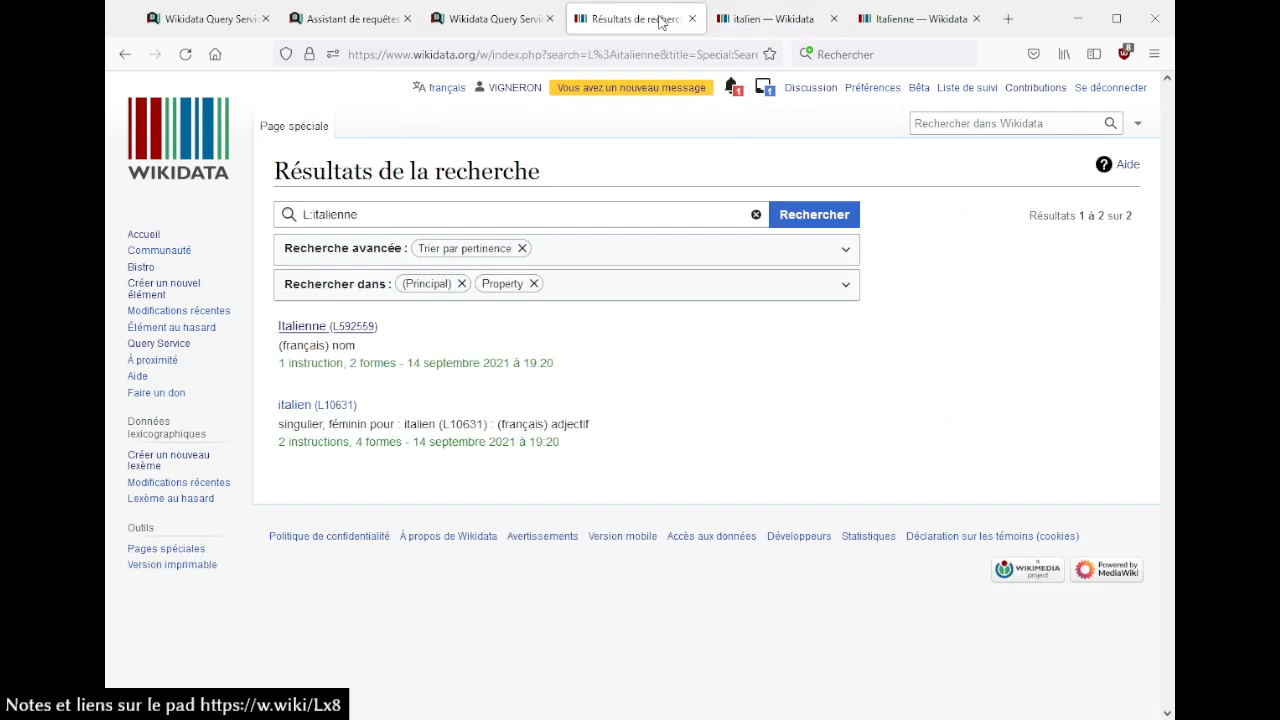 Wikidata Query Servic
Assistant de requêtes
Wikidata Query Servic
Résultats de recherc
italien — Wikidata
Italienne — Wikidata
https://www.wikidata.org/w/index.php?search=L%3Aitalienne&title=Special:Searc
Rechercher
8
français
VIGNERON
Vous avez un nouveau message
1
1
Discussion
Préférences
Bêta
Liste de suivi
Contributions
Se déconnecter
WIKIDATA
Page spéciale
Rechercher dans Wikidata
Résultats de la recherche
Aide
L:italienne
Rechercher
Résultats 1 à 2 sur 2
Recherche avancée : Trier par pertinence
Rechercher dans : (Principal) Property
Accueil
Communauté
Bistro
Créer un nouvel
élément
Modifications récentes
Élément au hasard
Query Service
À proximité
Aide
Faire un don
Données
lexicographiques
Créer un nouveau
lexème
Modifications récentes
Lexème au hasard
Outils
Pages spéciales
Version imprimable
Italienne (L592559)
(français) nom
1 instruction, 2 formes - 14 septembre 2021 à 19:20
italien (L10631)
singulier, féminin pour : italien (L10631) : (français) adjectif
2 instructions, 4 formes - 14 septembre 2021 à 19:20
Politique de confidentialité
À propos de Wikidata
Avertissements
Version mobile
Accès aux données
Développeurs
Statistiques
Déclaration sur les témoins (cookies)
A
WIKIMEDIA
project
Powered by
MediaWiki
Notes et liens sur le pad https://w.wiki/Lx8